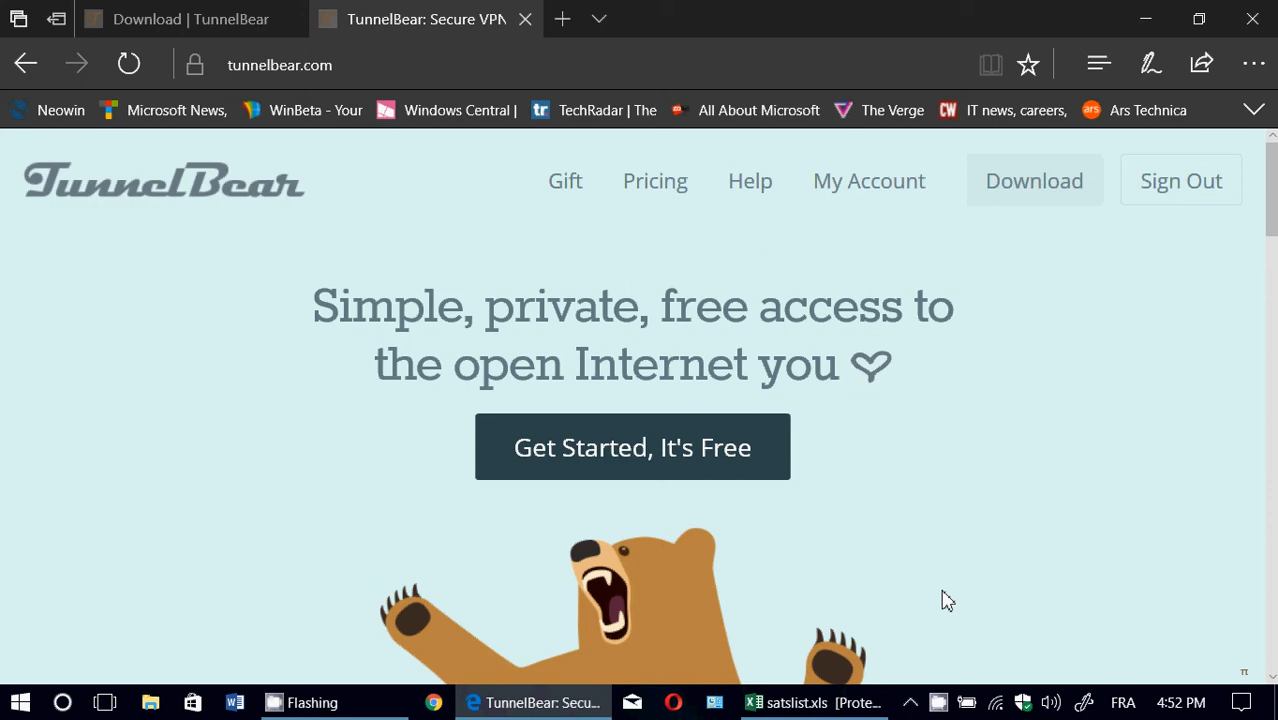 Download | TunnelBear
TunnelBear: Secure VPN
tunnelbear.com
Neowin
Microsoft News,
WinBeta - Your
Windows Central |
tr
TechRadar | The
All About Microsoft
The Verge
CW
IT news, careers,
ars
Ars Technica
TunnelBear
Gift
Pricing
Help
My Account
Download
Sign Out
Simple, private, free access to
the open Internet you
Get Started, It's Free
π
Flashing
TunnelBear: Secu...
satslist.xls [Prote...
FRA
4:52 PM